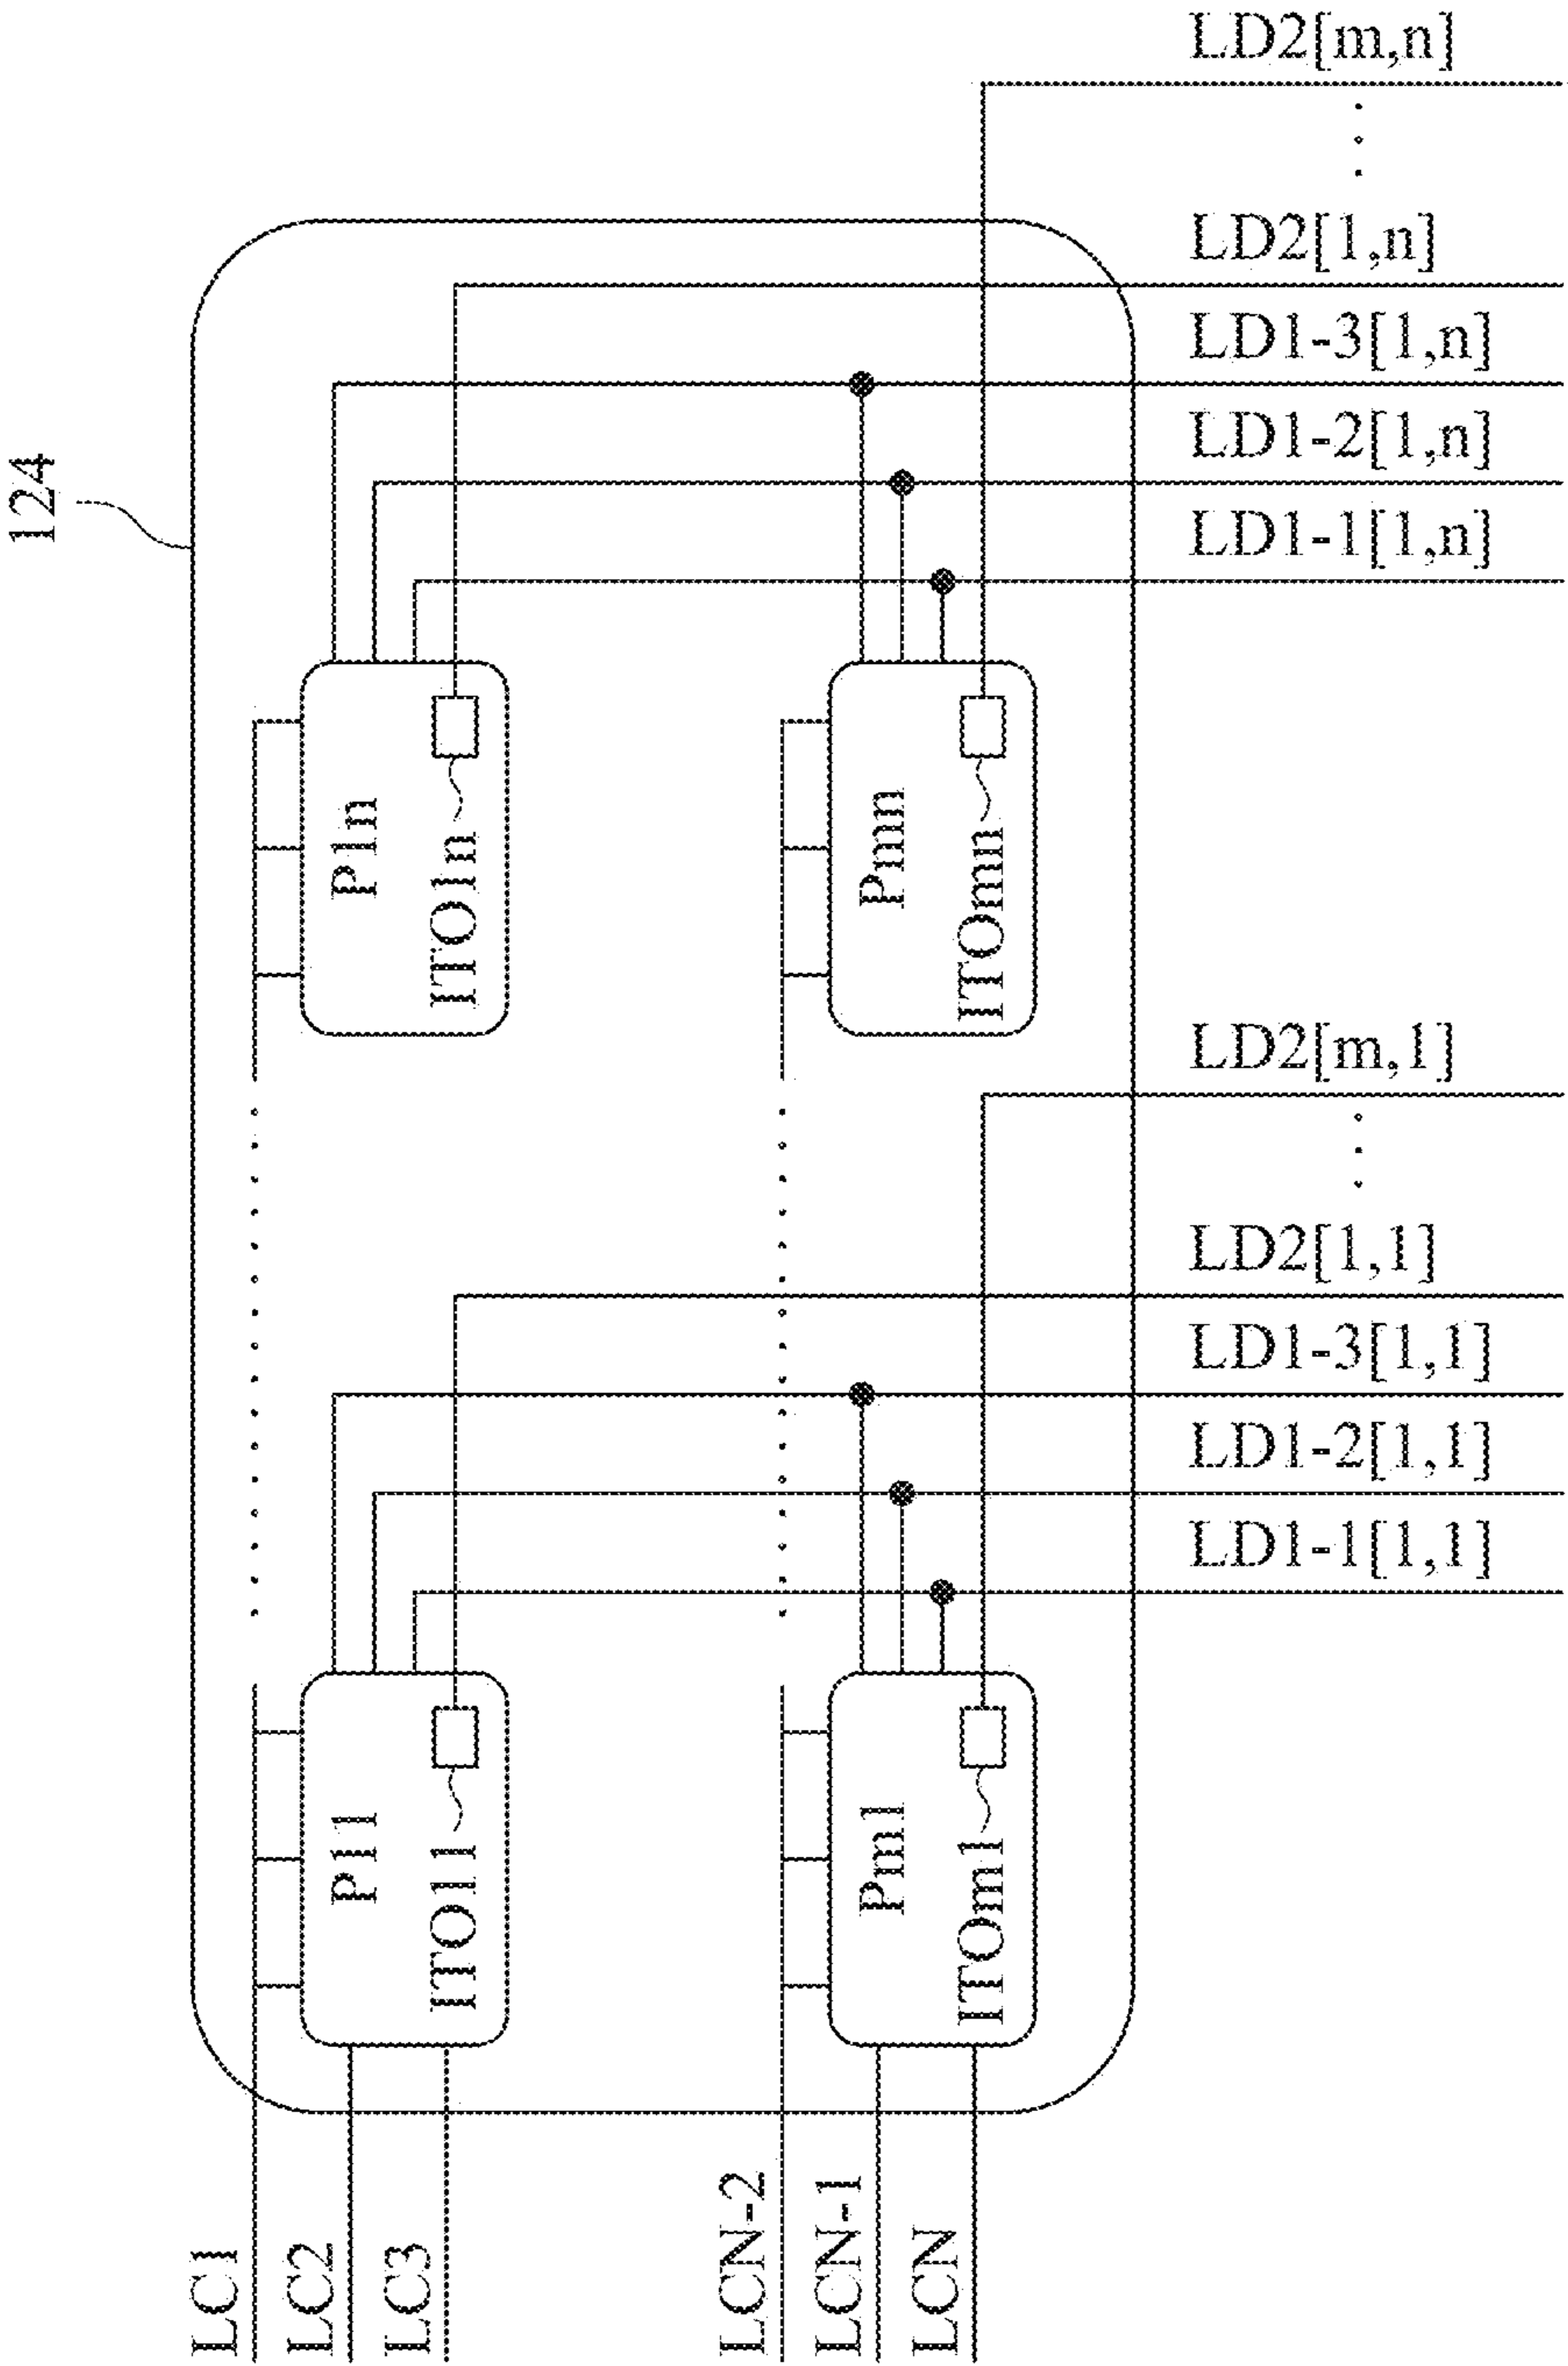 124
LC1
LC2
LC3
P11
ITO11
P1n
ITO1n
LCN-2
LCN-1
LCN
Pm1
ITOm1
Pmn
ITOmn
LD1-1[1,1]
LD1-2[1,1]
LD1-3[1,1]
LD2[1,1]
LD2[m,1]
LD1-1[1,n]
LD1-2[1,n]
LD1-3[1,n]
LD2[1,n]
LD2[m,n]